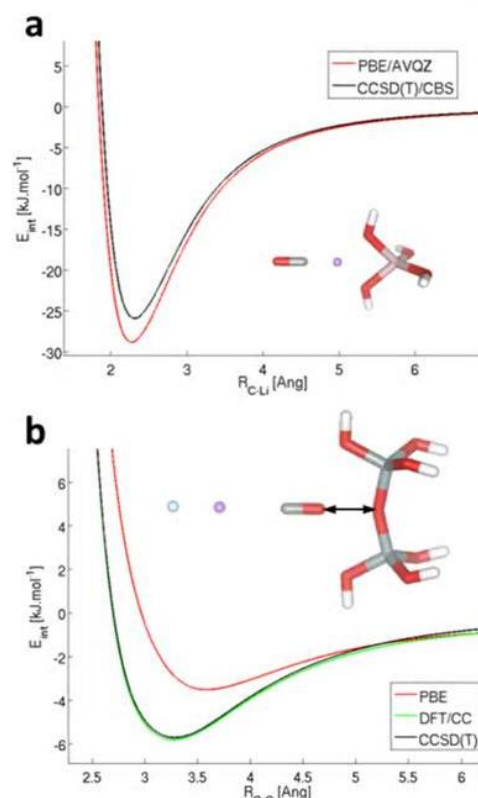 a
5
0
-5
-10
-15
-20
-25
-30
E_int [kJ.mol⁻¹]
PBE/AVQZ
CCSD(T)/CBS
2 3 4 5 6
R_C-Li [Ang]
b
6
4
2
0
-2
-4
-6
E_int [kJ.mol⁻¹]
PBE
DFT/CC
CCSD(T)
2.5 3 3.5 4 4.5 5 5.5 6
[Ang]